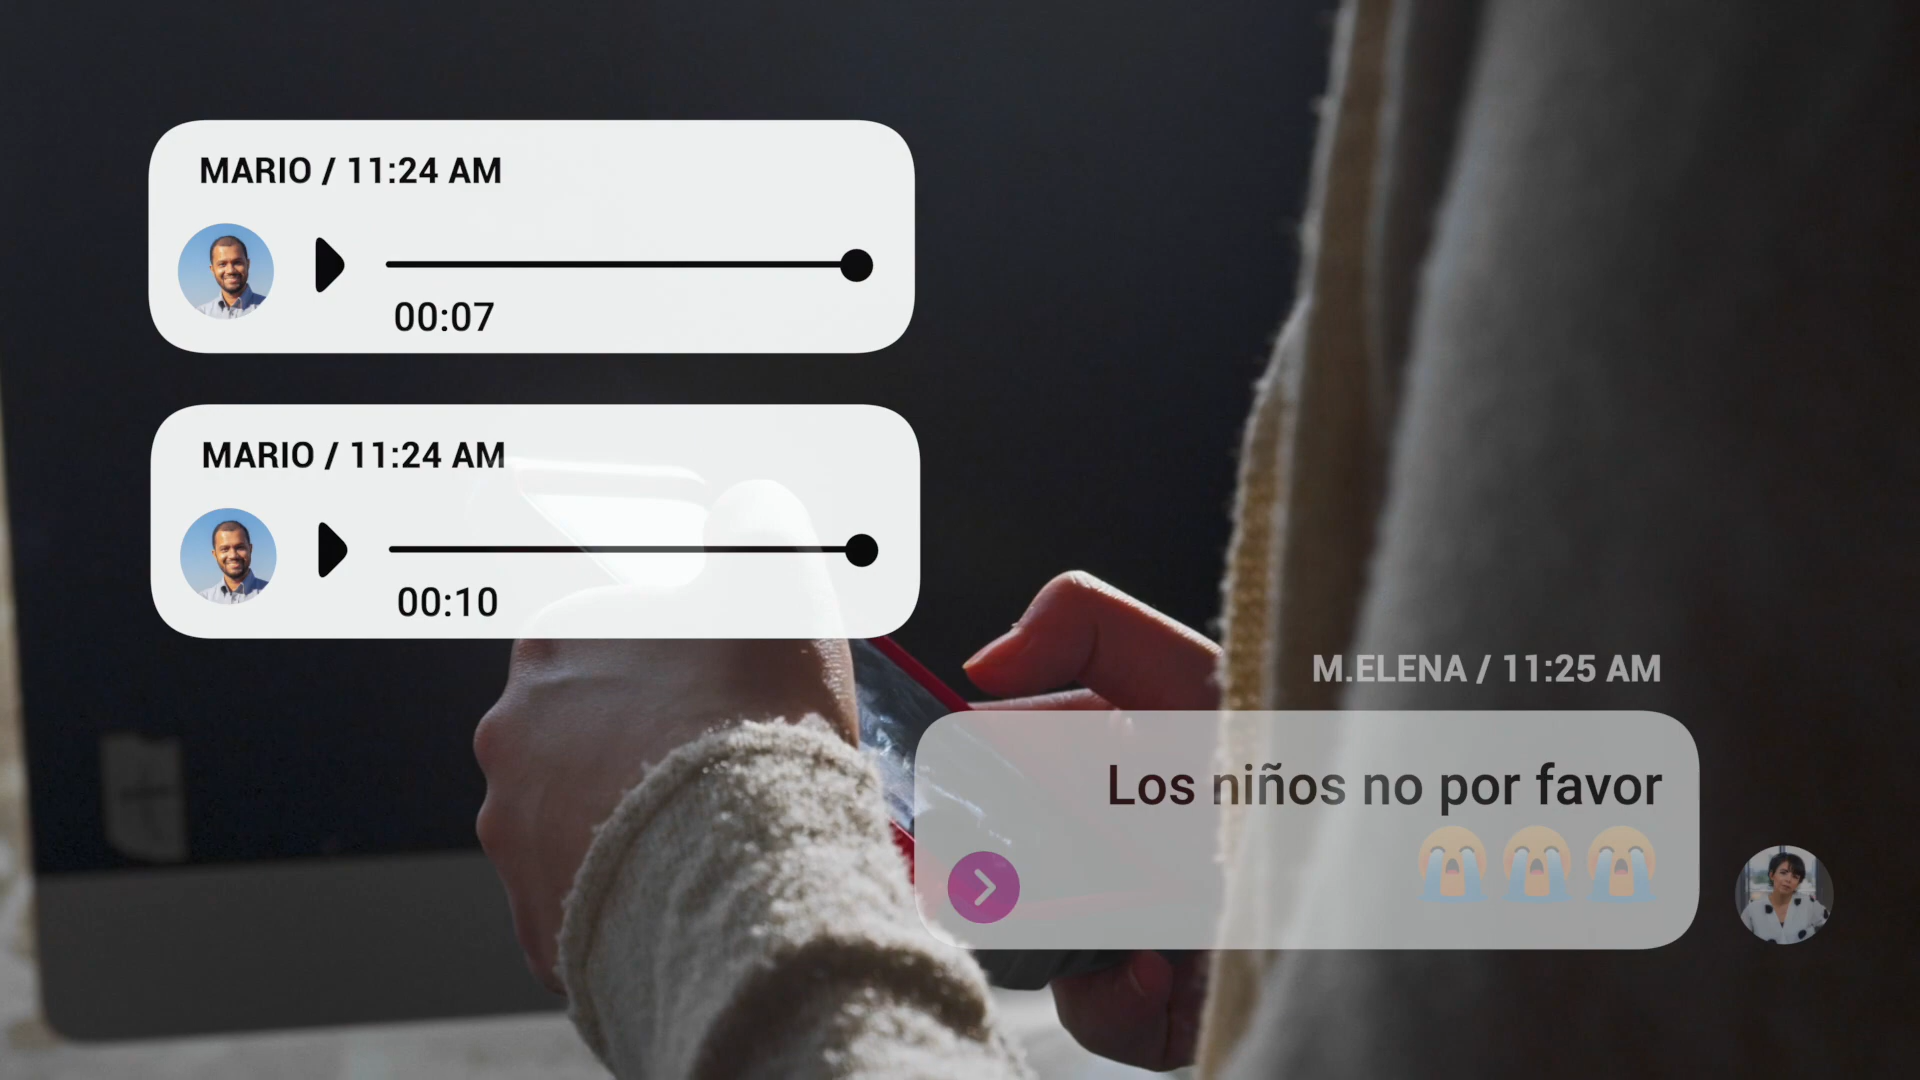 MARIO / 11:24 AM
00:07
MARIO / 11:24 AM
00:10
M.ELENA / 11:25 AM
Los niños no por favor
😭😭😭